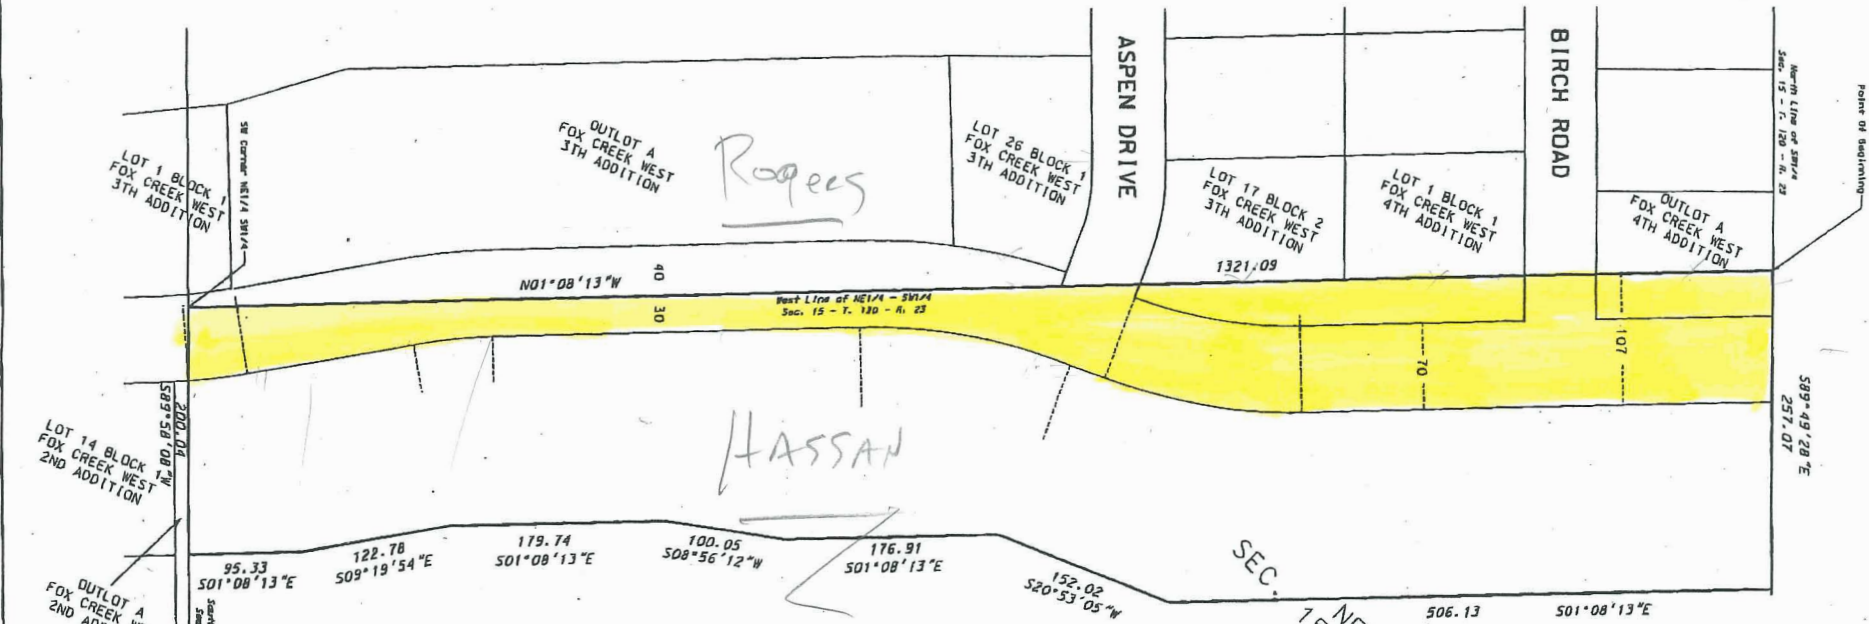 LOT 1 BLOCK 1
FOX CREEK WEST
3TH ADDITION
SW Corner NE1/4 SW1/4
OUTLOT A
FOX CREEK WEST
3TH ADDITION
Rogers
LOT 26 BLOCK 1
FOX CREEK WEST
3TH ADDITION
ASPEN DRIVE
LOT 17 BLOCK 2
FOX CREEK WEST
3TH ADDITION
LOT 1 BLOCK 1
FOX CREEK WEST
4TH ADDITION
BIRCH ROAD
OUTLOT A
FOX CREEK WEST
4TH ADDITION
North Line of SW1/4
Sec. 15 - T. 120 - R. 23
Point Of Beginning
N01°08'13"W
40
30
West Line of NE1/4 - SW1/4
Sec. 15 - T. 120 - R. 23
1321.09
70
107
S89°49'28"E
257.07
200.04
S89°58'08"W
LOT 14 BLOCK 1
FOX CREEK WEST
2ND ADDITION
HASSAN
OUTLOT A
FOX CREEK
2ND
95.33
S01°08'13"E
122.78
S09°19'54"E
179.74
S01°08'13"E
100.05
S08°56'12"W
176.91
S01°08'13"E
152.02
S20°53'05"W
SEC.
506.13
S01°08'13"E